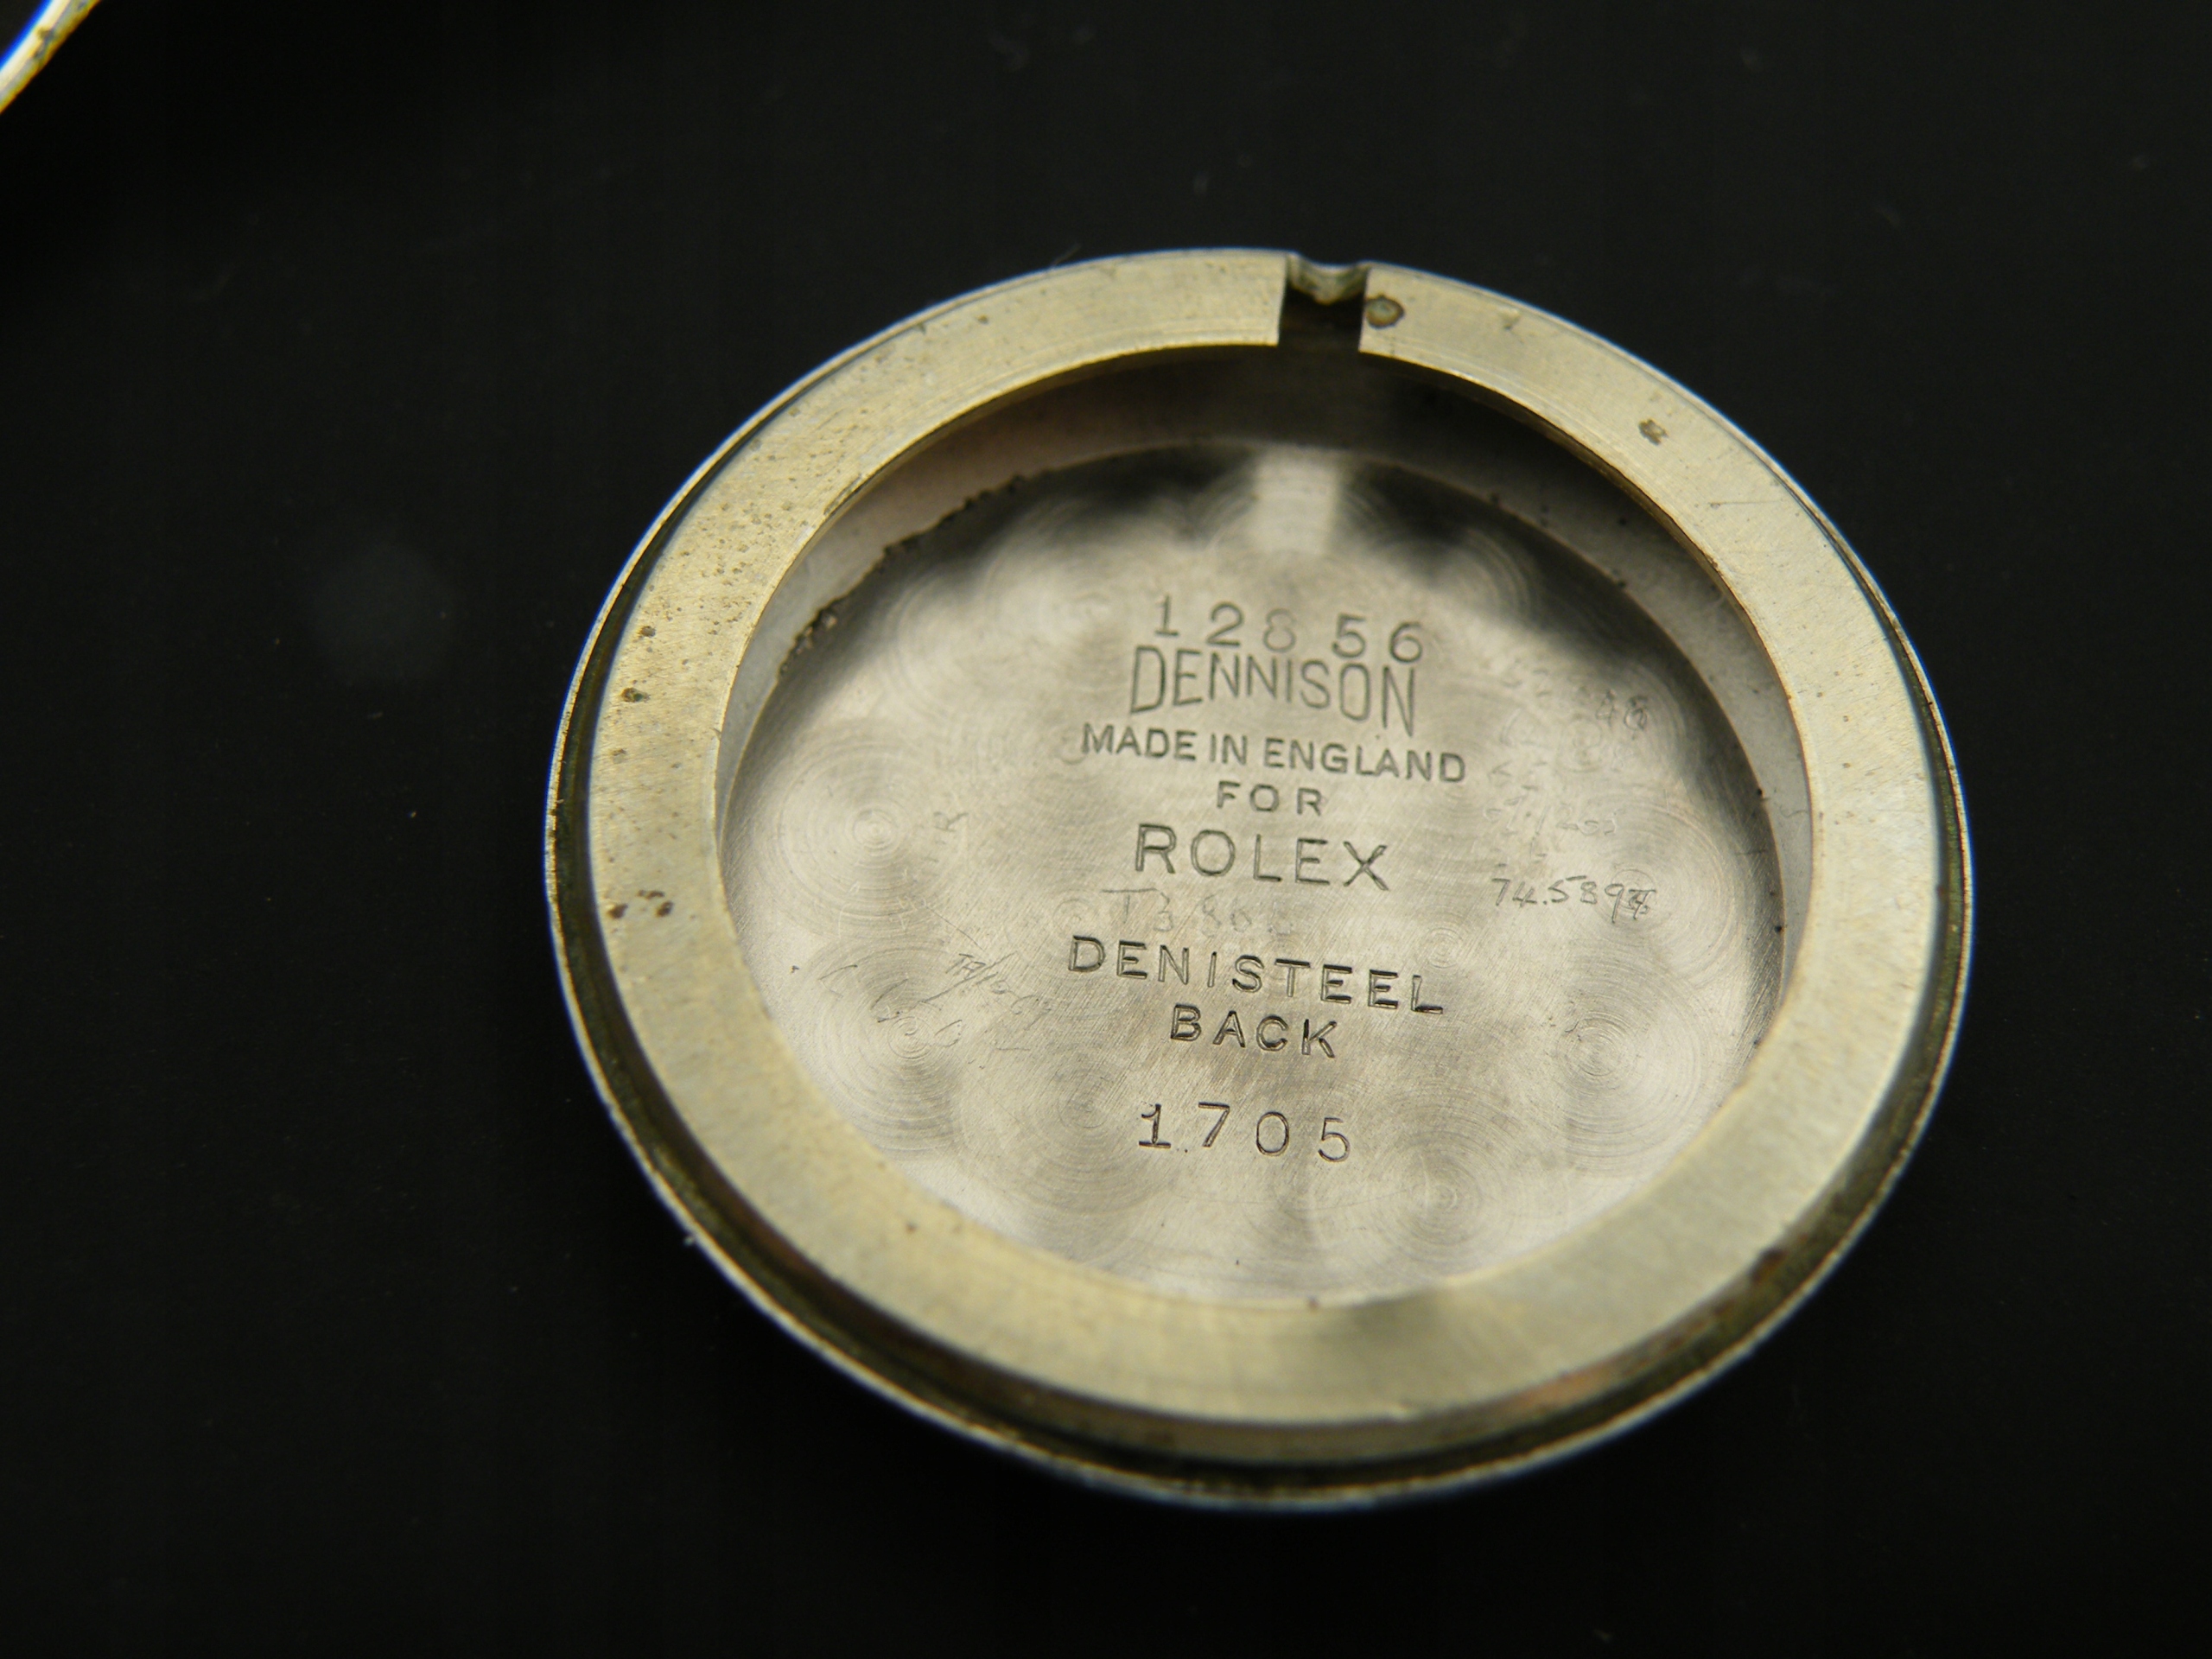 12856
DENNISON
MADE IN ENGLAND
FOR
ROLEX
DENISTEEL
BACK
1705